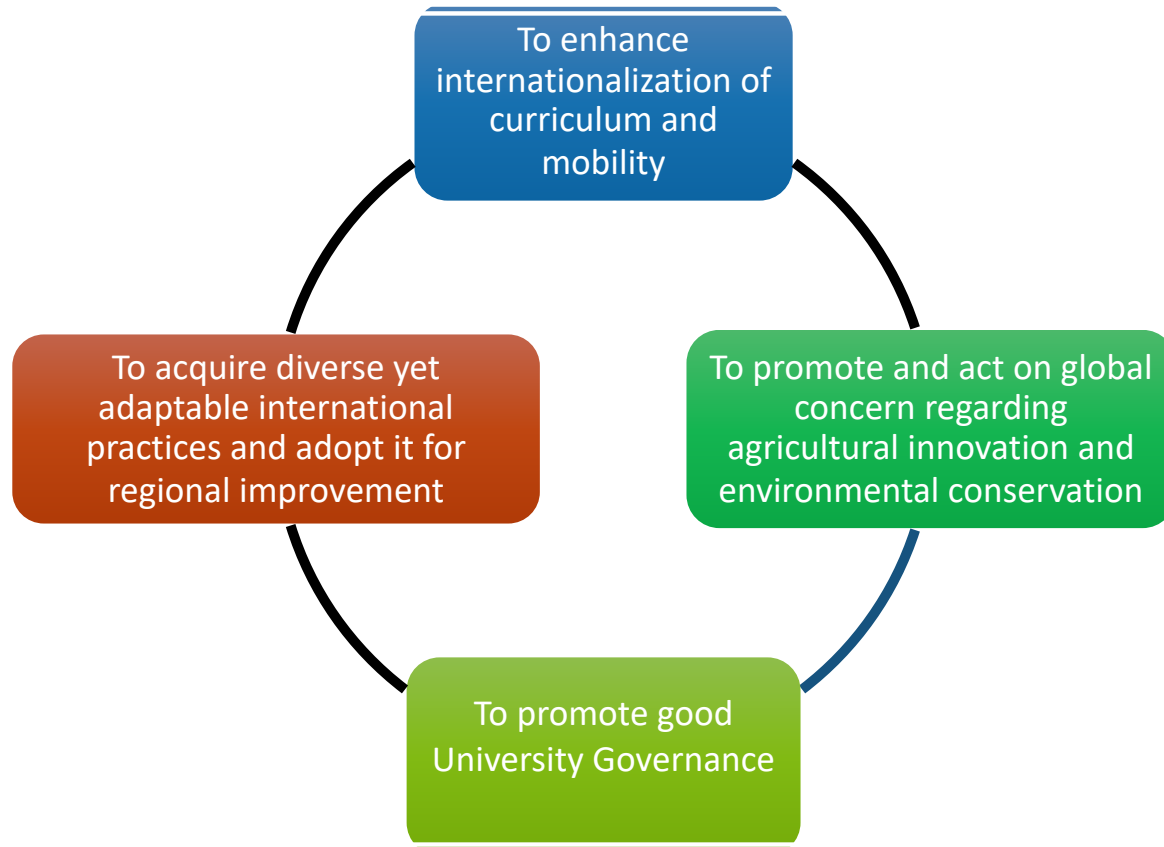 To enhance
internationalization of
curriculum and
mobility
To promote and act on global
concern regarding
agricultural innovation and
environmental conservation
To promote good
University Governance
To acquire diverse yet
adaptable international
practices and adopt it for
regional improvement